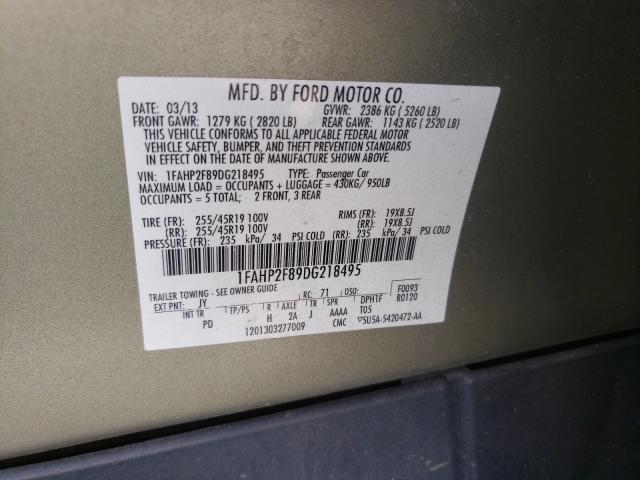 MFD. BY FORD MOTOR CO.
DATE: 03/13 GVWR: 2386 KG ( 5260 LB)
FRONT GAWR: 1279 KG ( 2820 LB) REAR GAWR: 1143 KG ( 2520 LB)
THIS VEHICLE CONFORMS TO ALL APPLICABLE FEDERAL MOTOR
VEHICLE SAFETY, BUMPER, AND THEFT PREVENTION STANDARDS
IN EFFECT ON THE DATE OF MANUFACTURE SHOWN ABOVE.
VIN: 1FAHP2F89DG218495 TYPE: Passenger Car
MAXIMUM LOAD = OCCUPANTS + LUGGAGE = 430KG/ 950LB
OCCUPANTS = 5 TOTAL; 2 FRONT, 3 REAR
TIRE (FR): 255/45R19 100V RIMS (FR): 19X8.5J
(RR): 255/45R19 100V (RR): 19X8.5J
PRESSURE (FR): 235 kPa/ 34 PSI COLD (RR): 235 kPa/ 34 PSI COLD
1FAHP2F89DG218495
TRAILER TOWING - SEE OWNER GUIDE RC: 71 DSO: F0093
EXT PNT: JY R0120
INT TR TP/PS R AXLE TR SPR DPH1F
PD H 2A J AAAA T05
1201303277009 CMC 5U5A-5420472-AA